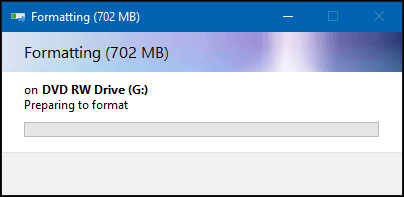 Formatting (702 MB)
Formatting (702 MB)
on DVD RW Drive (G:)
Preparing to format